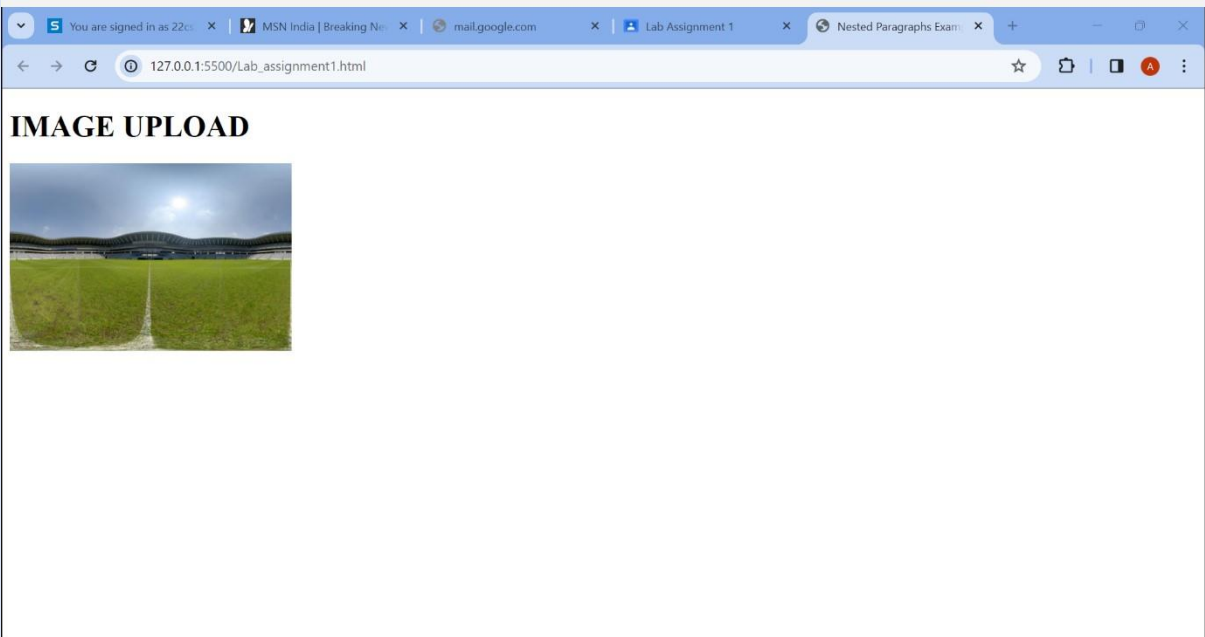 You are signed in as 22cs
MSN India | Breaking Ne
mail.google.com
Lab Assignment 1
Nested Paragraphs Exam
127.0.0.1:5500/Lab_assignment1.html
A
IMAGE UPLOAD